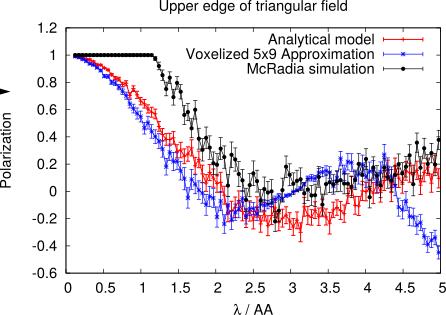 Upper edge of triangular field
Analytical model
Voxelized 5x9 Approximation
McRadia simulation
Polarization
1.2
1
0.8
0.6
0.4
0.2
0
-0.2
-0.4
-0.6
0 0.5 1 1.5 2 2.5 3 3.5 4 4.5 5
λ / AA